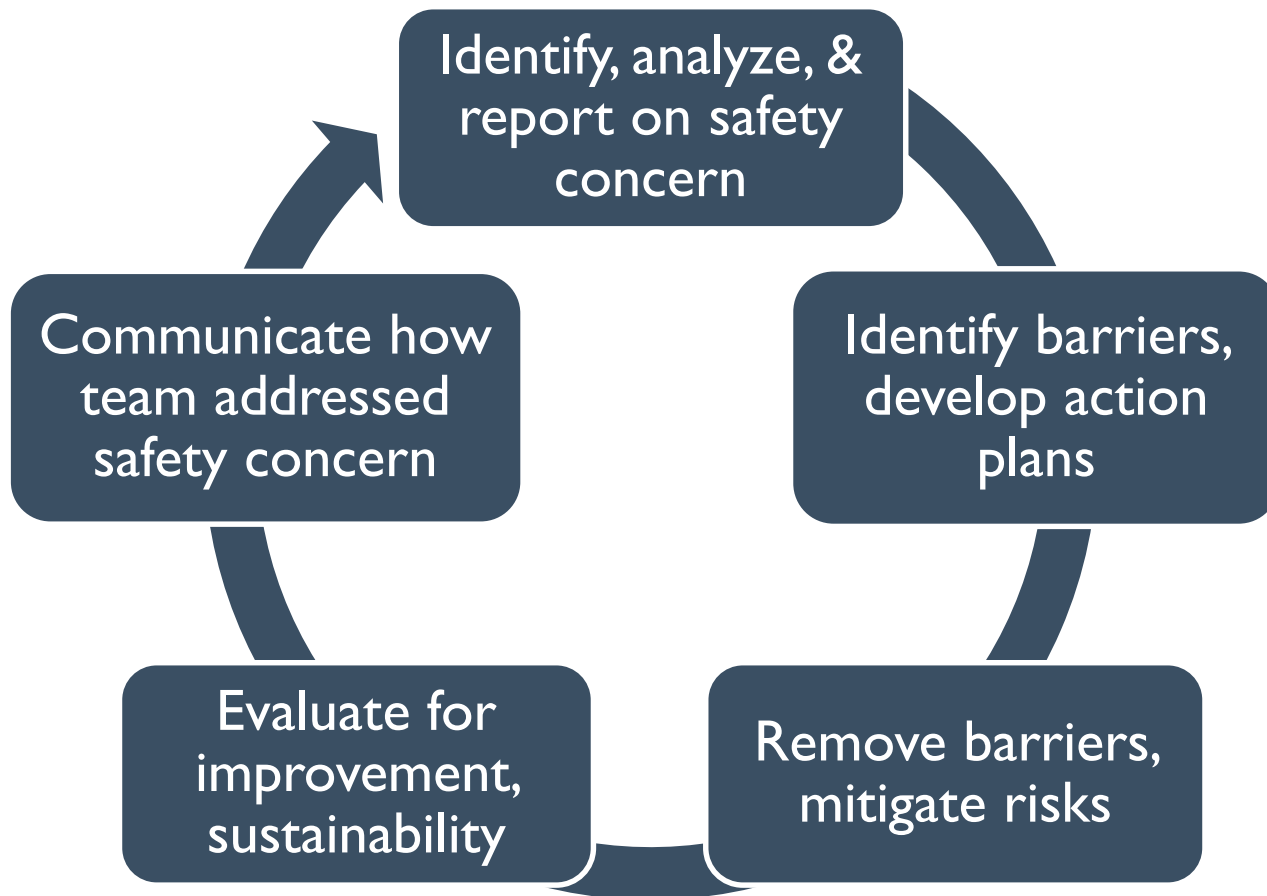 Identify, analyze, &
report on safety
concern
Identify barriers,
develop action
plans
Remove barriers,
mitigate risks
Evaluate for
improvement,
sustainability
Communicate how
team addressed
safety concern